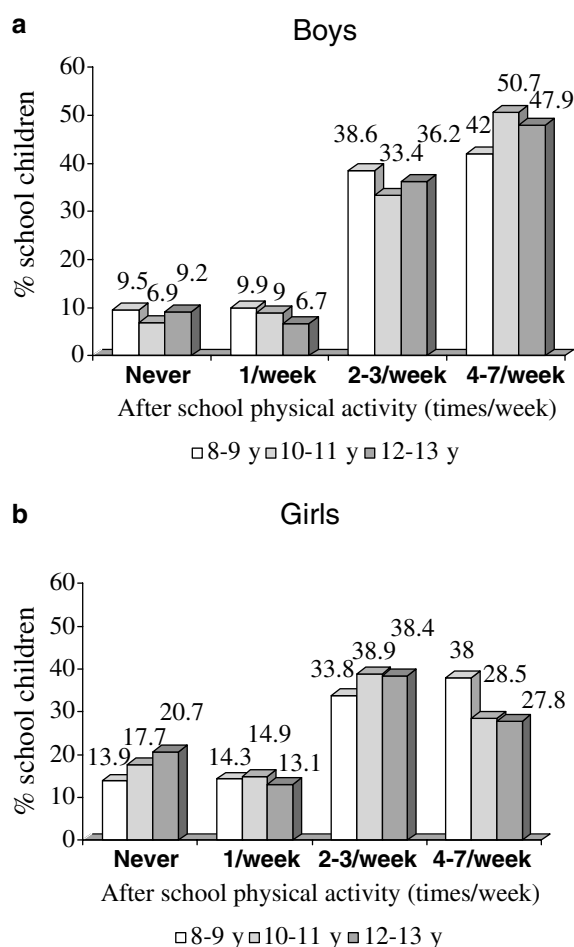 a
Boys
% school children
60
50
40
30
20
10
0
9.5 6.9 9.2
9.9 9 6.7
38.6 33.4 36.2
42 50.7 47.9
Never 1/week 2-3/week 4-7/week
After school physical activity (times/week)
8-9 y 10-11 y 12-13 y
b
Girls
% school children
60
50
40
30
20
10
0
13.9 17.7 20.7
14.3 14.9 13.1
33.8 38.9 38.4
38 28.5 27.8
Never 1/week 2-3/week 4-7/week
After school physical activity (times/week)
8-9 y 10-11 y 12-13 y